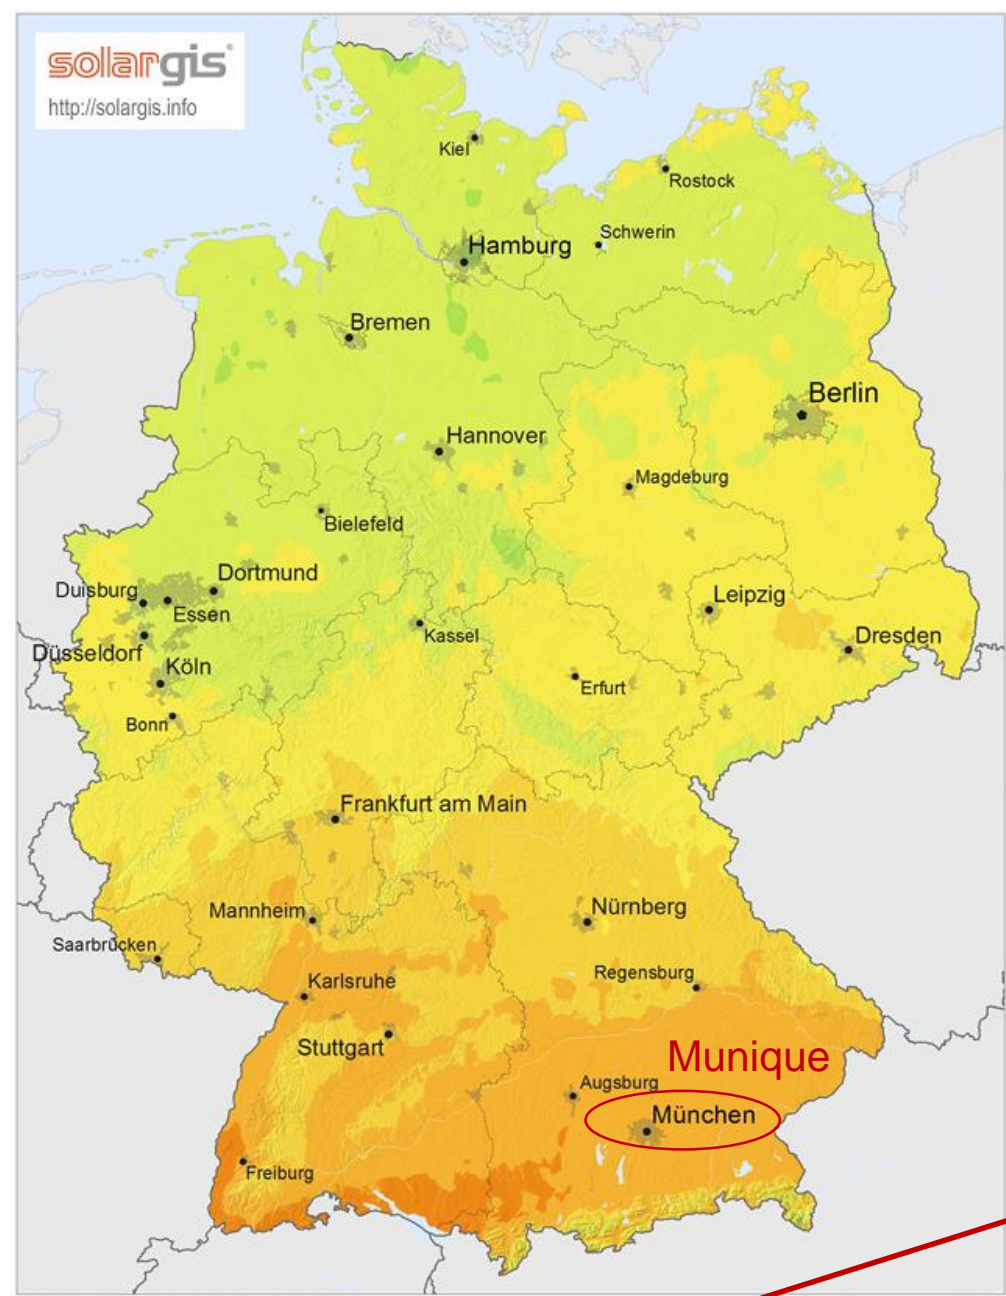 solargis
http://solargis.info
Kiel
Rostock
Schwerin
Hamburg
Bremen
Berlin
Hannover
Magdeburg
Bielefeld
Dortmund
Duisburg
Essen
Leipzig
Kassel
Dresden
Düsseldorf
Köln
Erfurt
Bonn
Frankfurt am Main
Mannheim
Nürnberg
Saarbrücken
Regensburg
Karlsruhe
Stuttgart
Munique
Augsburg
München
Freiburg